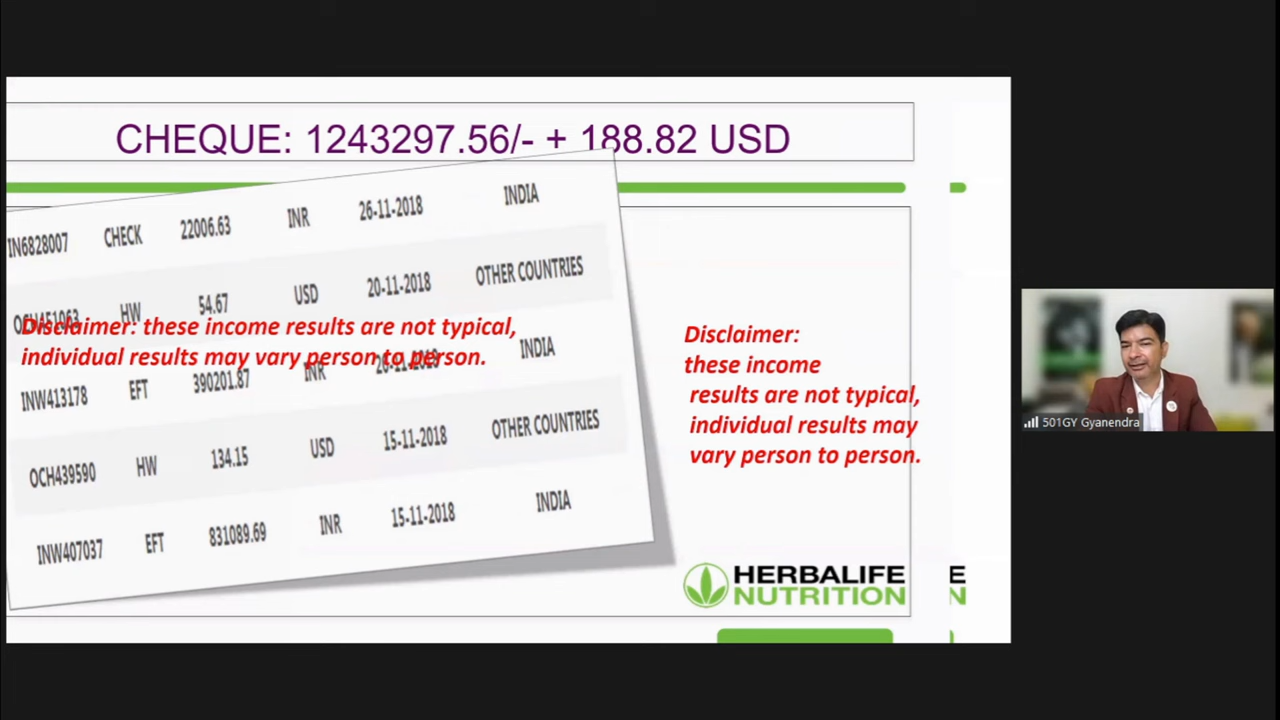 CHEQUE: 1243297.56/- + 188.82 USD
IN6828007 CHECK 22006.63 INR 26-11-2018 INDIA
OCH451063 HW 54.67 USD 20-11-2018 OTHER COUNTRIES
Disclaimer: these income results are not typical,
individual results may vary person to person.
INW413178 EFT 390201.87 INR INDIA
OCH439590 HW 134.15 USD 15-11-2018 OTHER COUNTRIES
INW407037 EFT 831089.69 INR 15-11-2018 INDIA
Disclaimer:
these income
results are not typical,
individual results may
vary person to person.
HERBALIFE
NUTRITION
E
N
501GY Gyanendra